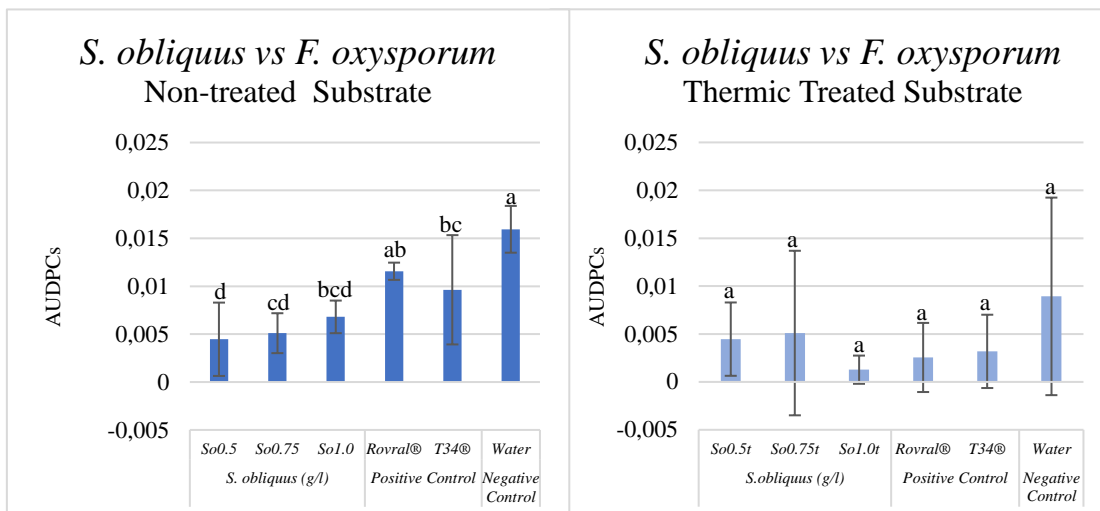 S. obliquus vs F. oxysporum
Non-treated Substrate
0,025
0,02
0,015
0,01
0,005
0
-0,005
AUDPCs
d
cd
bcd
ab
bc
a
So0.5 So0.75 So1.0 Rovral® T34® Water
S. obliquus (g/l) Positive Control Negative
Control
S. obliquus vs F. oxysporum
Thermic Treated Substrate
0,025
0,02
0,015
0,01
0,005
0
-0,005
AUDPCs
a
a
a
a
a
a
So0.5t So0.75t So1.0t Rovral® T34® Water
S.obliquus (g/l) Positive Control Negative
Control